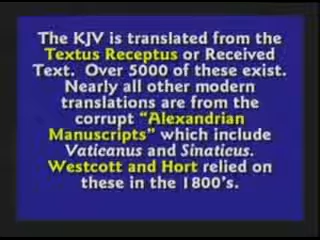 The KJV is translated from the
Textus Receptus or Received
Text. Over 5000 of these exist.
Nearly all other modern
translations are from the
corrupt "Alexandrian
Manuscripts" which include
Vaticanus and Sinaticus.
Westcott and Hort relied on
these in the 1800's.